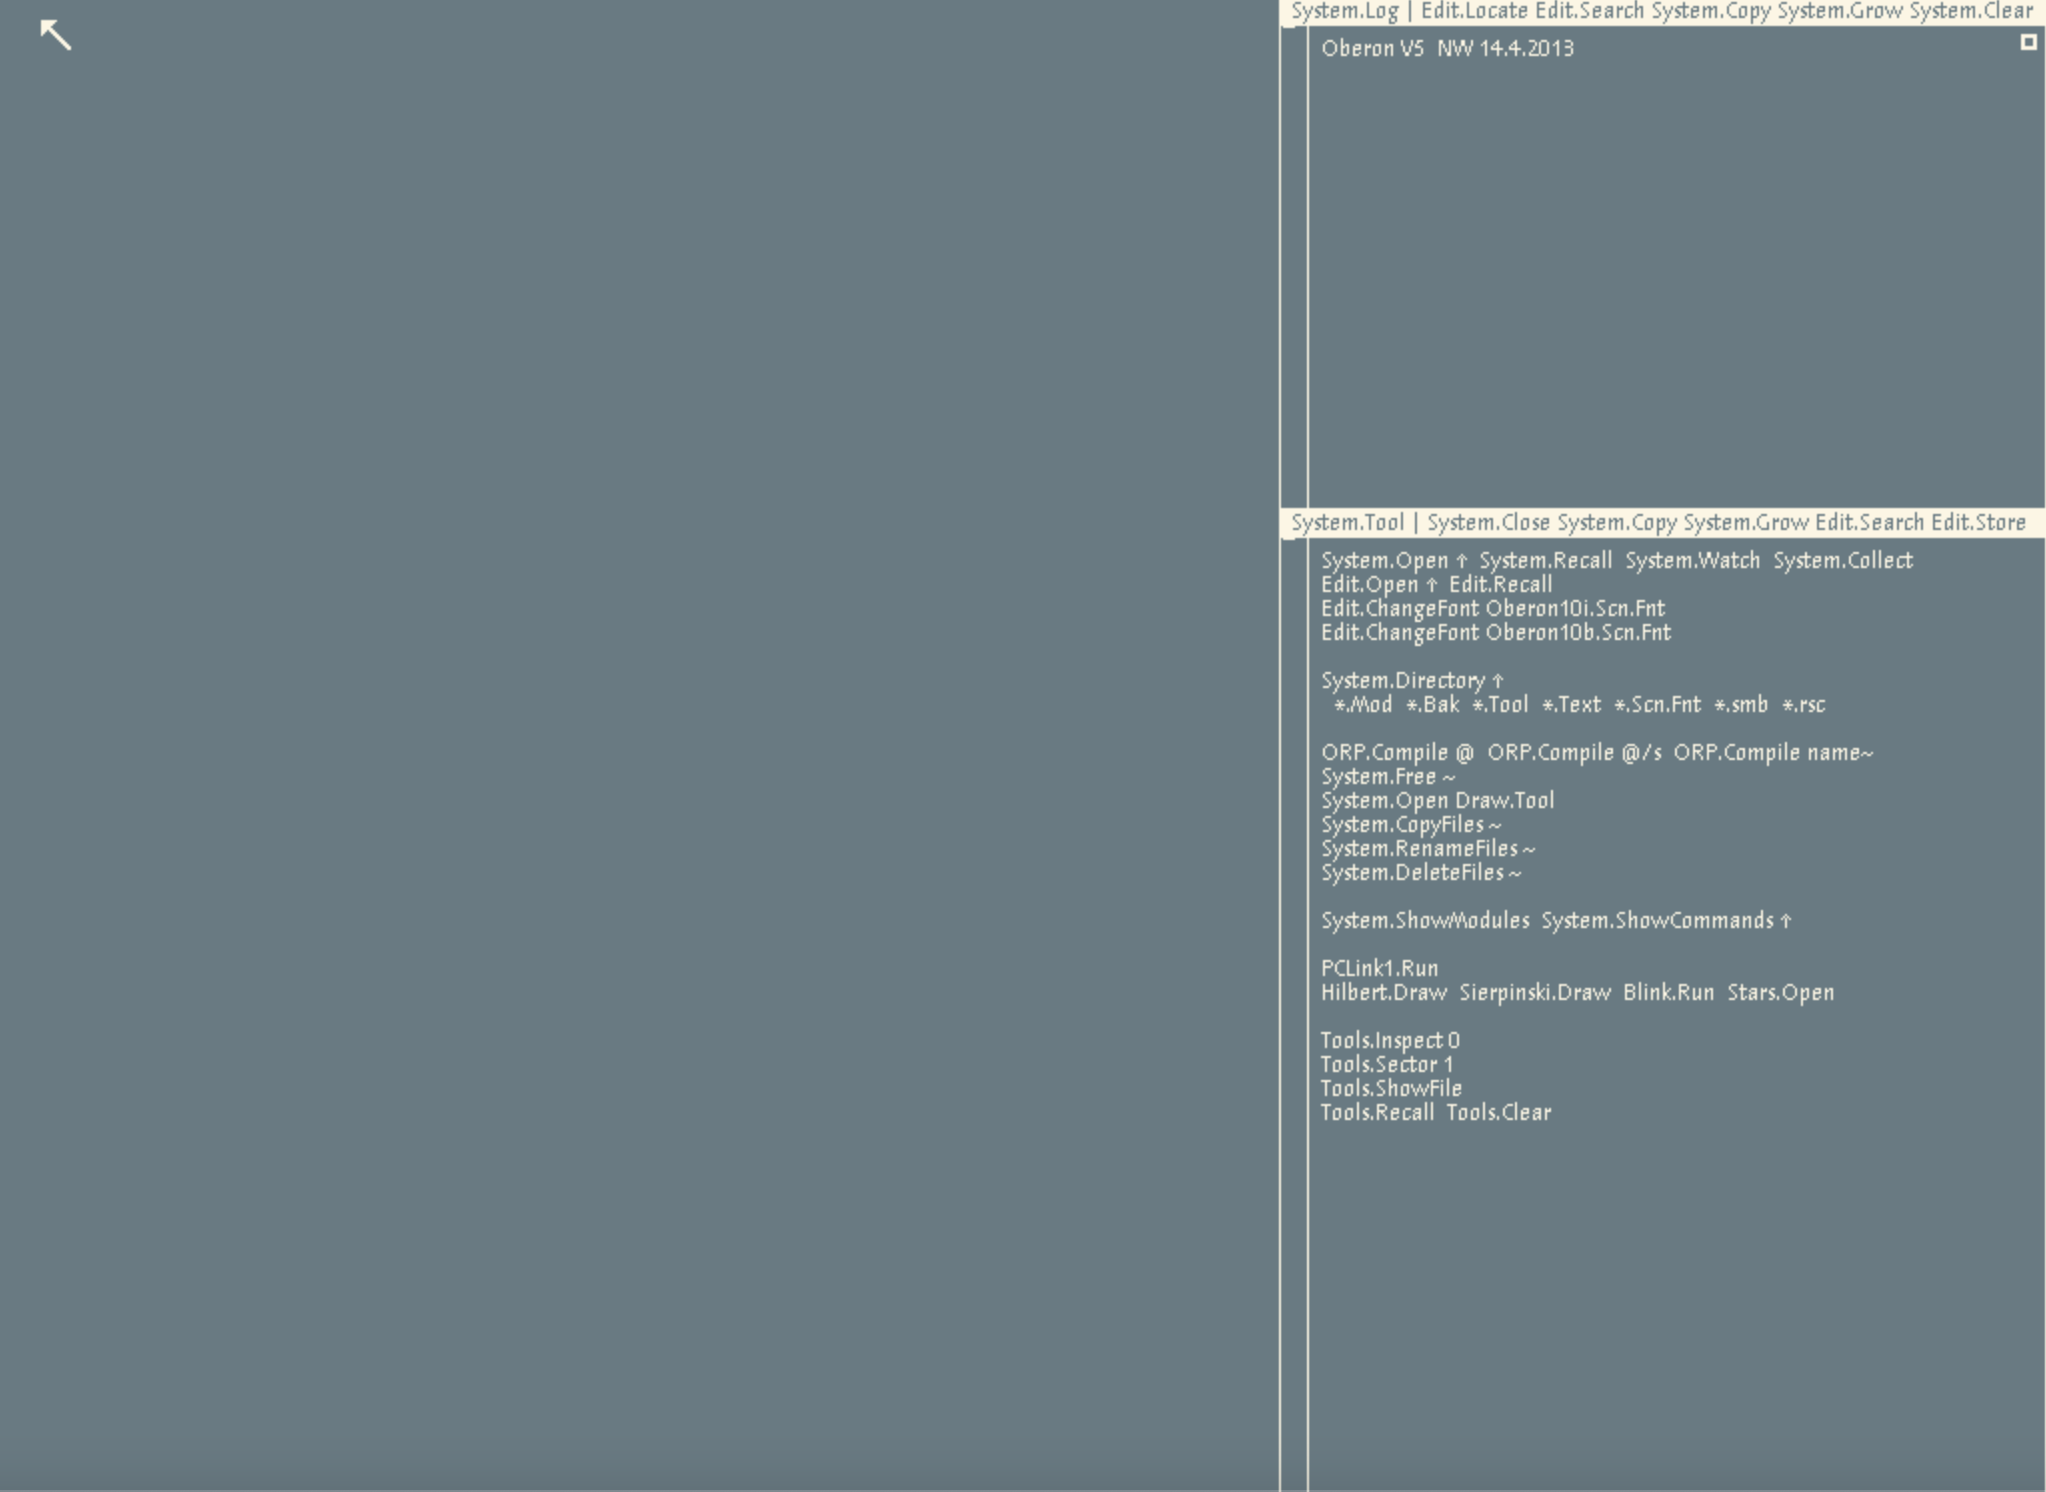 System.Log | Edit.Locate Edit.Search System.Copy System.Grow System.Clear
Oberon V5  NW 14.4.2013
System.Tool | System.Close System.Copy System.Grow Edit.Search Edit.Store
System.Open ↑  System.Recall  System.Watch  System.Collect
Edit.Open ↑  Edit.Recall
Edit.ChangeFont Oberon10i.Scn.Fnt
Edit.ChangeFont Oberon10b.Scn.Fnt
System.Directory ↑
*.Mod  *.Bak  *.Tool  *.Text  *.Scn.Fnt  *.smb  *.rsc
ORP.Compile @  ORP.Compile @/s  ORP.Compile name~
System.Free ~
System.Open Draw.Tool
System.CopyFiles ~
System.RenameFiles ~
System.DeleteFiles ~
System.ShowModules  System.ShowCommands ↑
PCLink1.Run
Hilbert.Draw  Sierpinski.Draw  Blink.Run  Stars.Open
Tools.Inspect 0
Tools.Sector 1
Tools.ShowFile
Tools.Recall  Tools.Clear